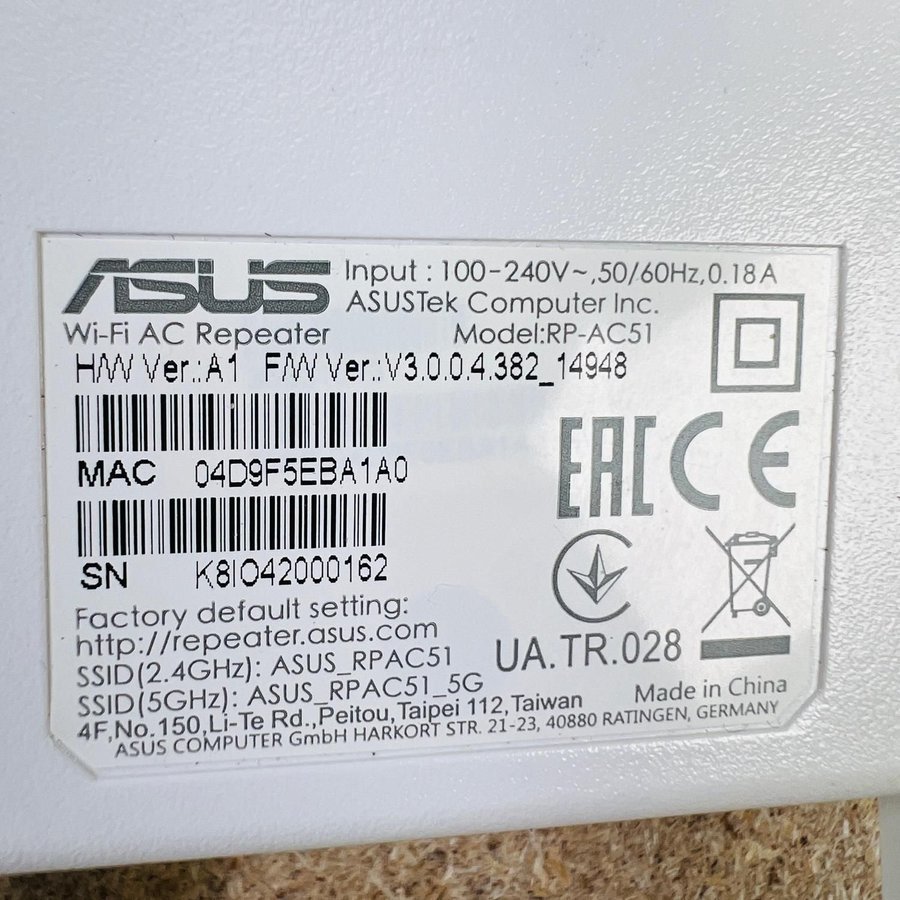 ASUS Input : 100-240V~,50/60Hz,0.18A
ASUSTek Computer Inc.
Wi-Fi AC Repeater Model:RP-AC51
H/W Ver.:A1 F/W Ver.:V3.0.0.4.382_14948
MAC 04D9F5EBA1A0
EAC CE
SN K8IO42000162
Factory default setting:
http://repeater.asus.com
SSID(2.4GHz): ASUS_RPAC51
UA.TR.028
SSID(5GHz): ASUS_RPAC51_5G
Made in China
4F,No.150,Li-Te Rd.,Peitou,Taipei 112,Taiwan
ASUS COMPUTER GmbH HARKORT STR. 21-23, 40880 RATINGEN, GERMANY